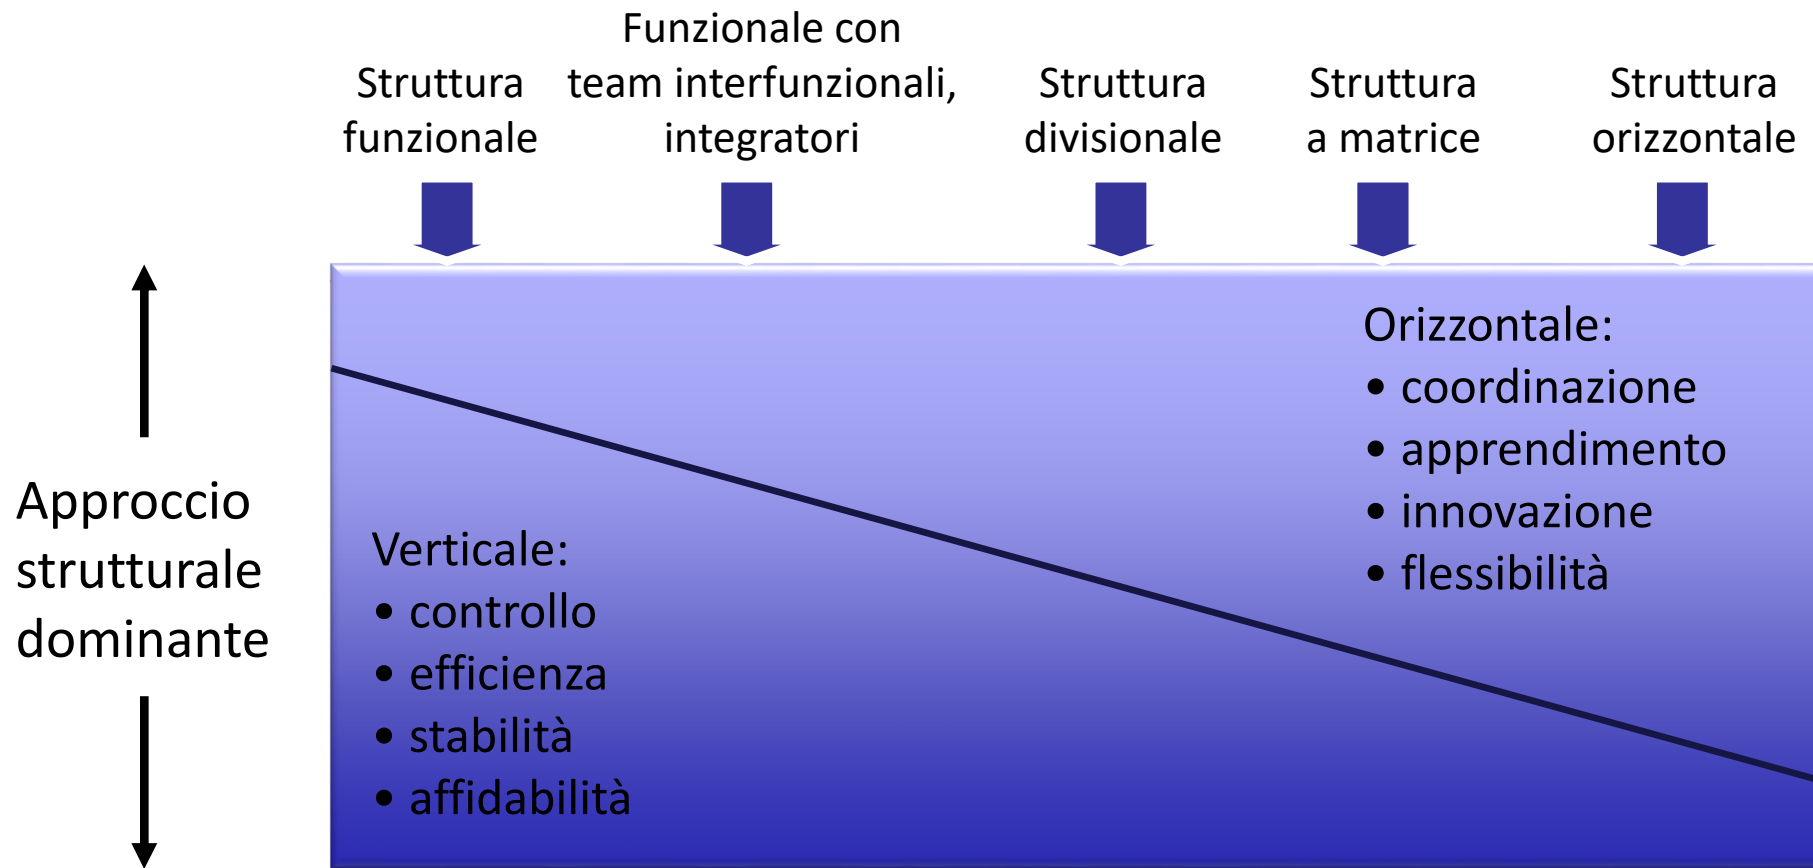 Struttura
funzionale
Funzionale con
team interfunzionali,
integratori
Struttura
divisionale
Struttura
a matrice
Struttura
orizzontale
Approccio
strutturale
dominante
Verticale:
• controllo
• efficienza
• stabilità
• affidabilità
Orizzontale:
• coordinazione
• apprendimento
• innovazione
• flessibilità